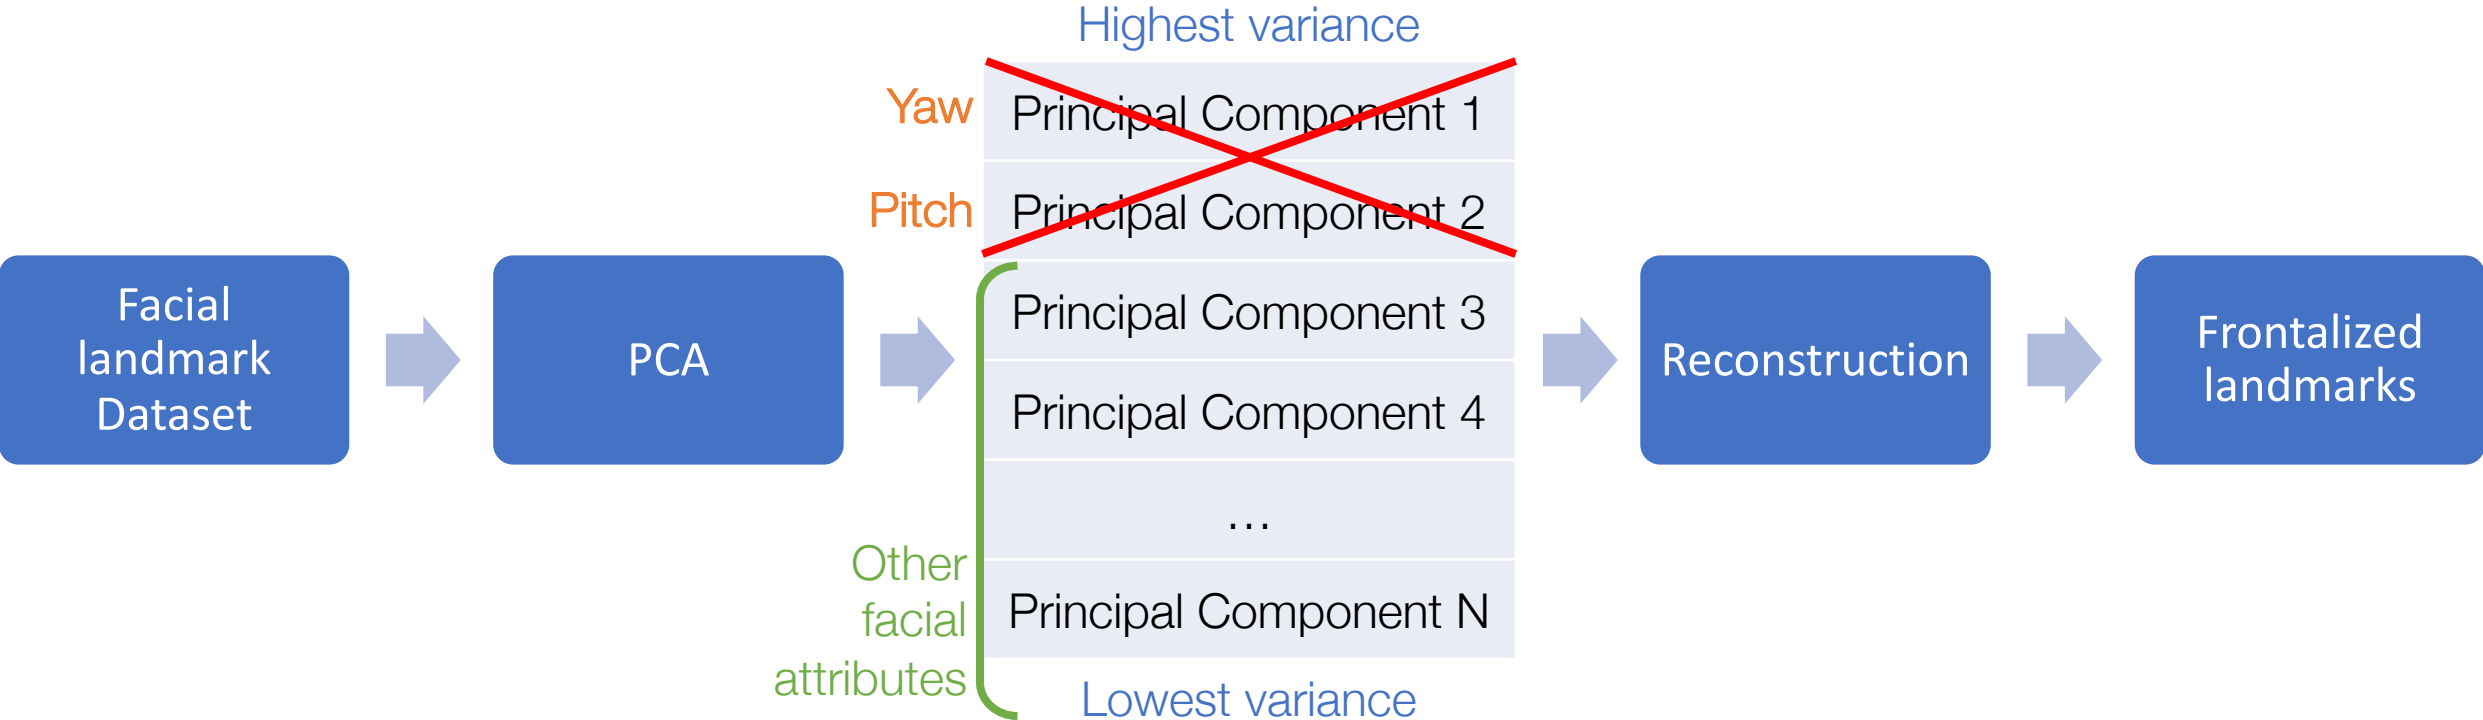 Highest variance
Yaw
Principal Component 1
Pitch
Principal Component 2
Facial
landmark
Dataset
PCA
Principal Component 3
Principal Component 4
…
Principal Component N
Other
facial
attributes
Lowest variance
Reconstruction
Frontalized
landmarks